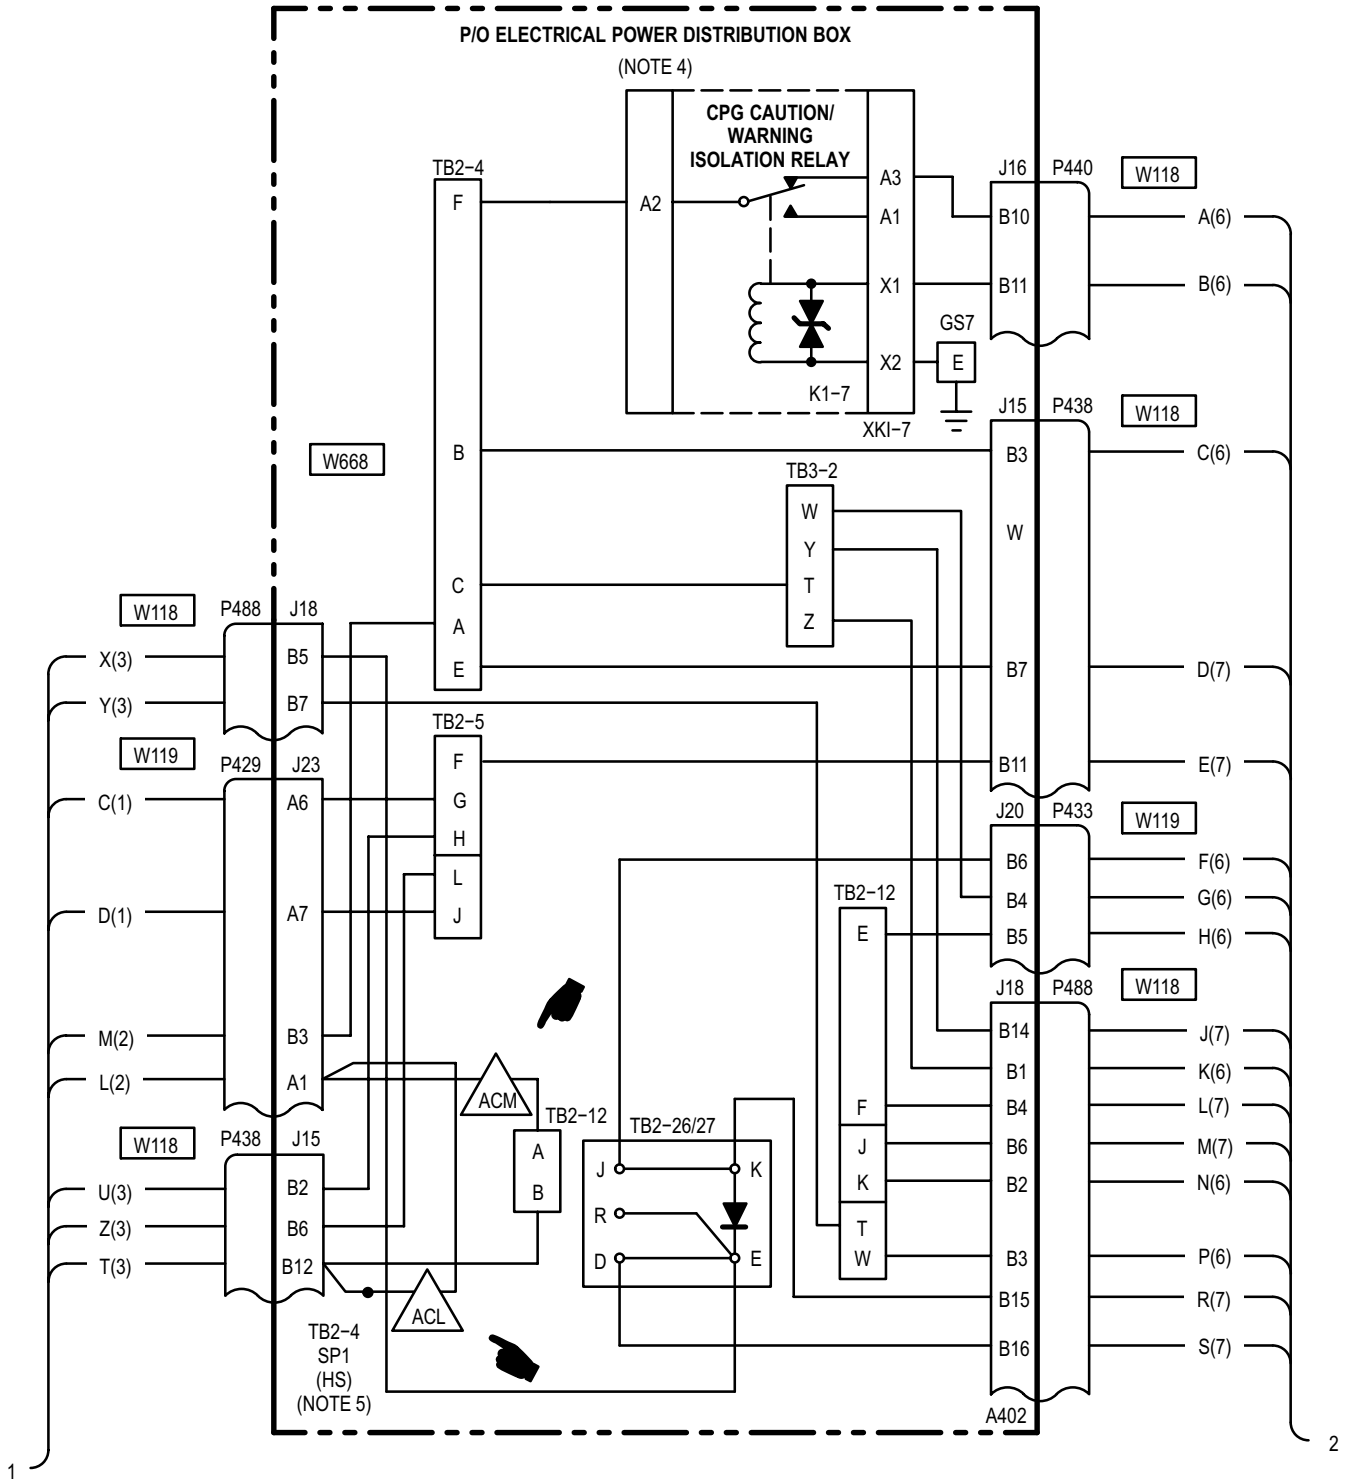 P/O ELECTRICAL POWER DISTRIBUTION BOX
(NOTE 4)
CPG CAUTION/
WARNING
ISOLATION RELAY
TB2−4
F
A2
A3
A1
X1
X2
K1−7
XKI−7
GS7
E
J16 P440
W118
B10
A(6)
B11
B(6)
J15 P438
W118
W668
B
B3
C(6)
TB3−2
W
Y
T
Z
W
C
A
E
B7
D(7)
W118
P488 J18
X(3)
B5
Y(3)
B7
TB2−5
F
G
H
L
J
B11
E(7)
W119
P429 J23
C(1)
A6
D(1)
A7
M(2)
B3
L(2)
A1
J20 P433
W119
B6
F(6)
B4
G(6)
B5
H(6)
TB2−12
E
F
J
K
T
W
J18 P488
W118
B14
J(7)
B1
K(6)
B4
L(7)
B6
M(7)
B2
N(6)
B3
P(6)
B15
R(7)
B16
S(7)
ACM
TB2−12
A
B
W118
P438 J15
U(3)
B2
Z(3)
B6
T(3)
B12
ACL
TB2−26/27
J
K
R
D
E
TB2−4
SP1
(HS)
(NOTE 5)
A402
1
2